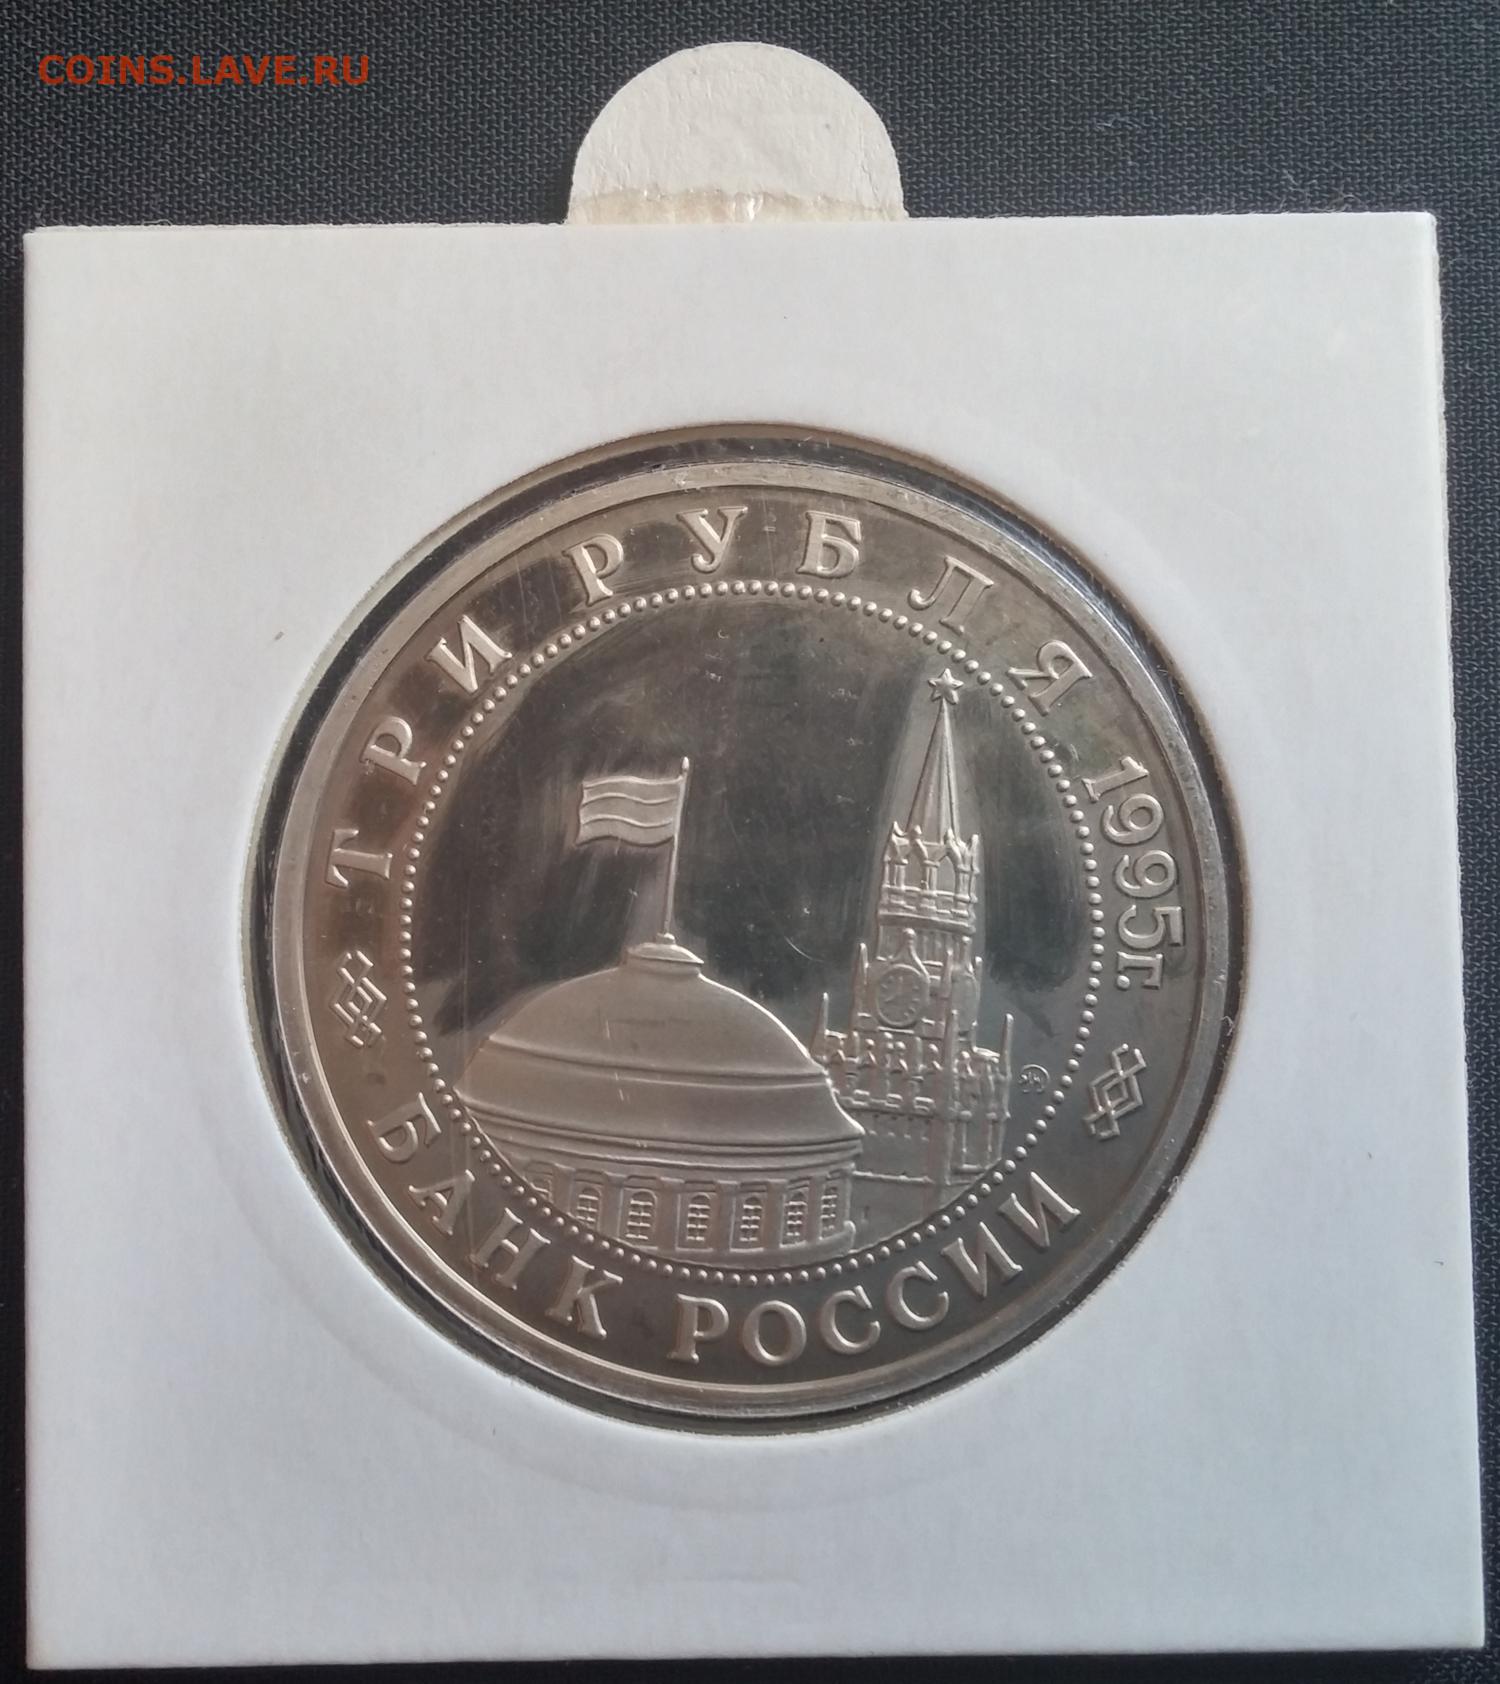 COINS.LAVE.RU
ТРИ РУБЛЯ 1995г.
БАНК РОССИИ